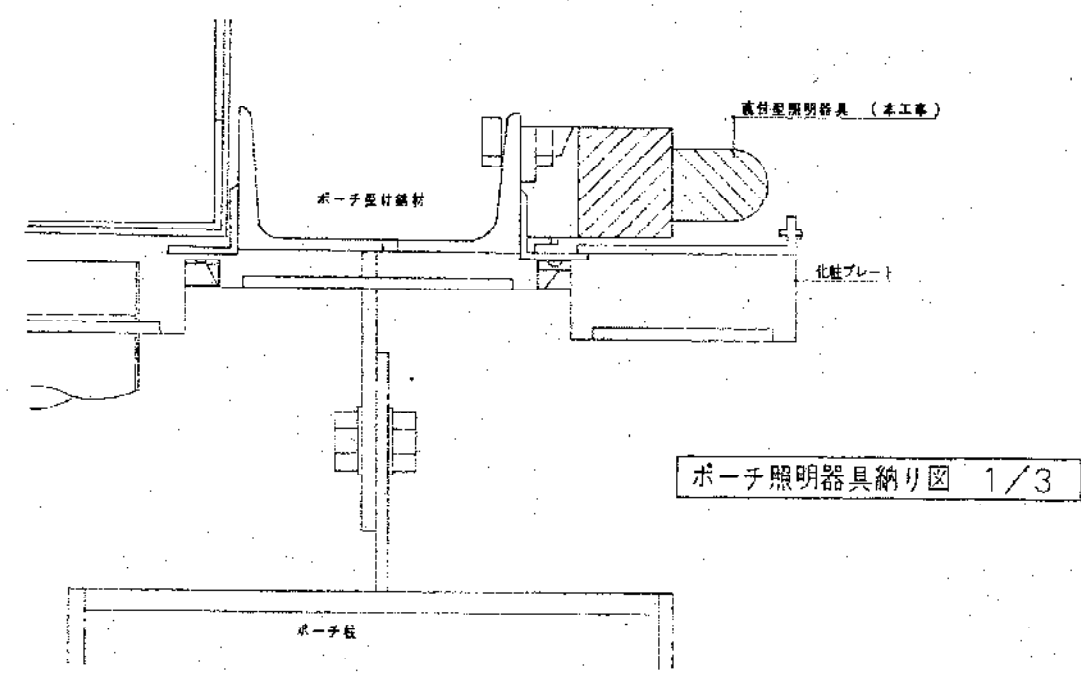 直付型照明器具 (本工事)
ポーチ受け鋼材
化粧プレート
ポーチ照明器具納り図 1/3
ポーチ柱